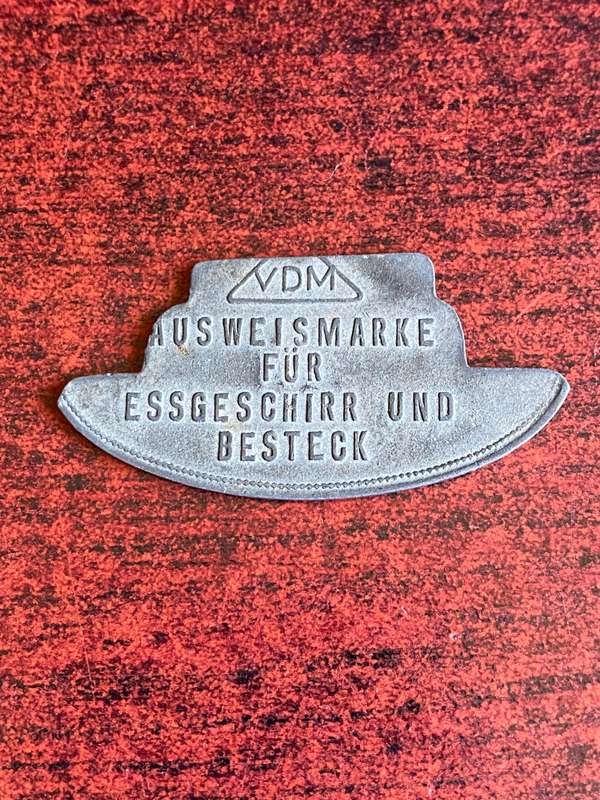 VDM
AUSWEISMARKE
FÜR
ESSGESCHIRR UND
BESTECK